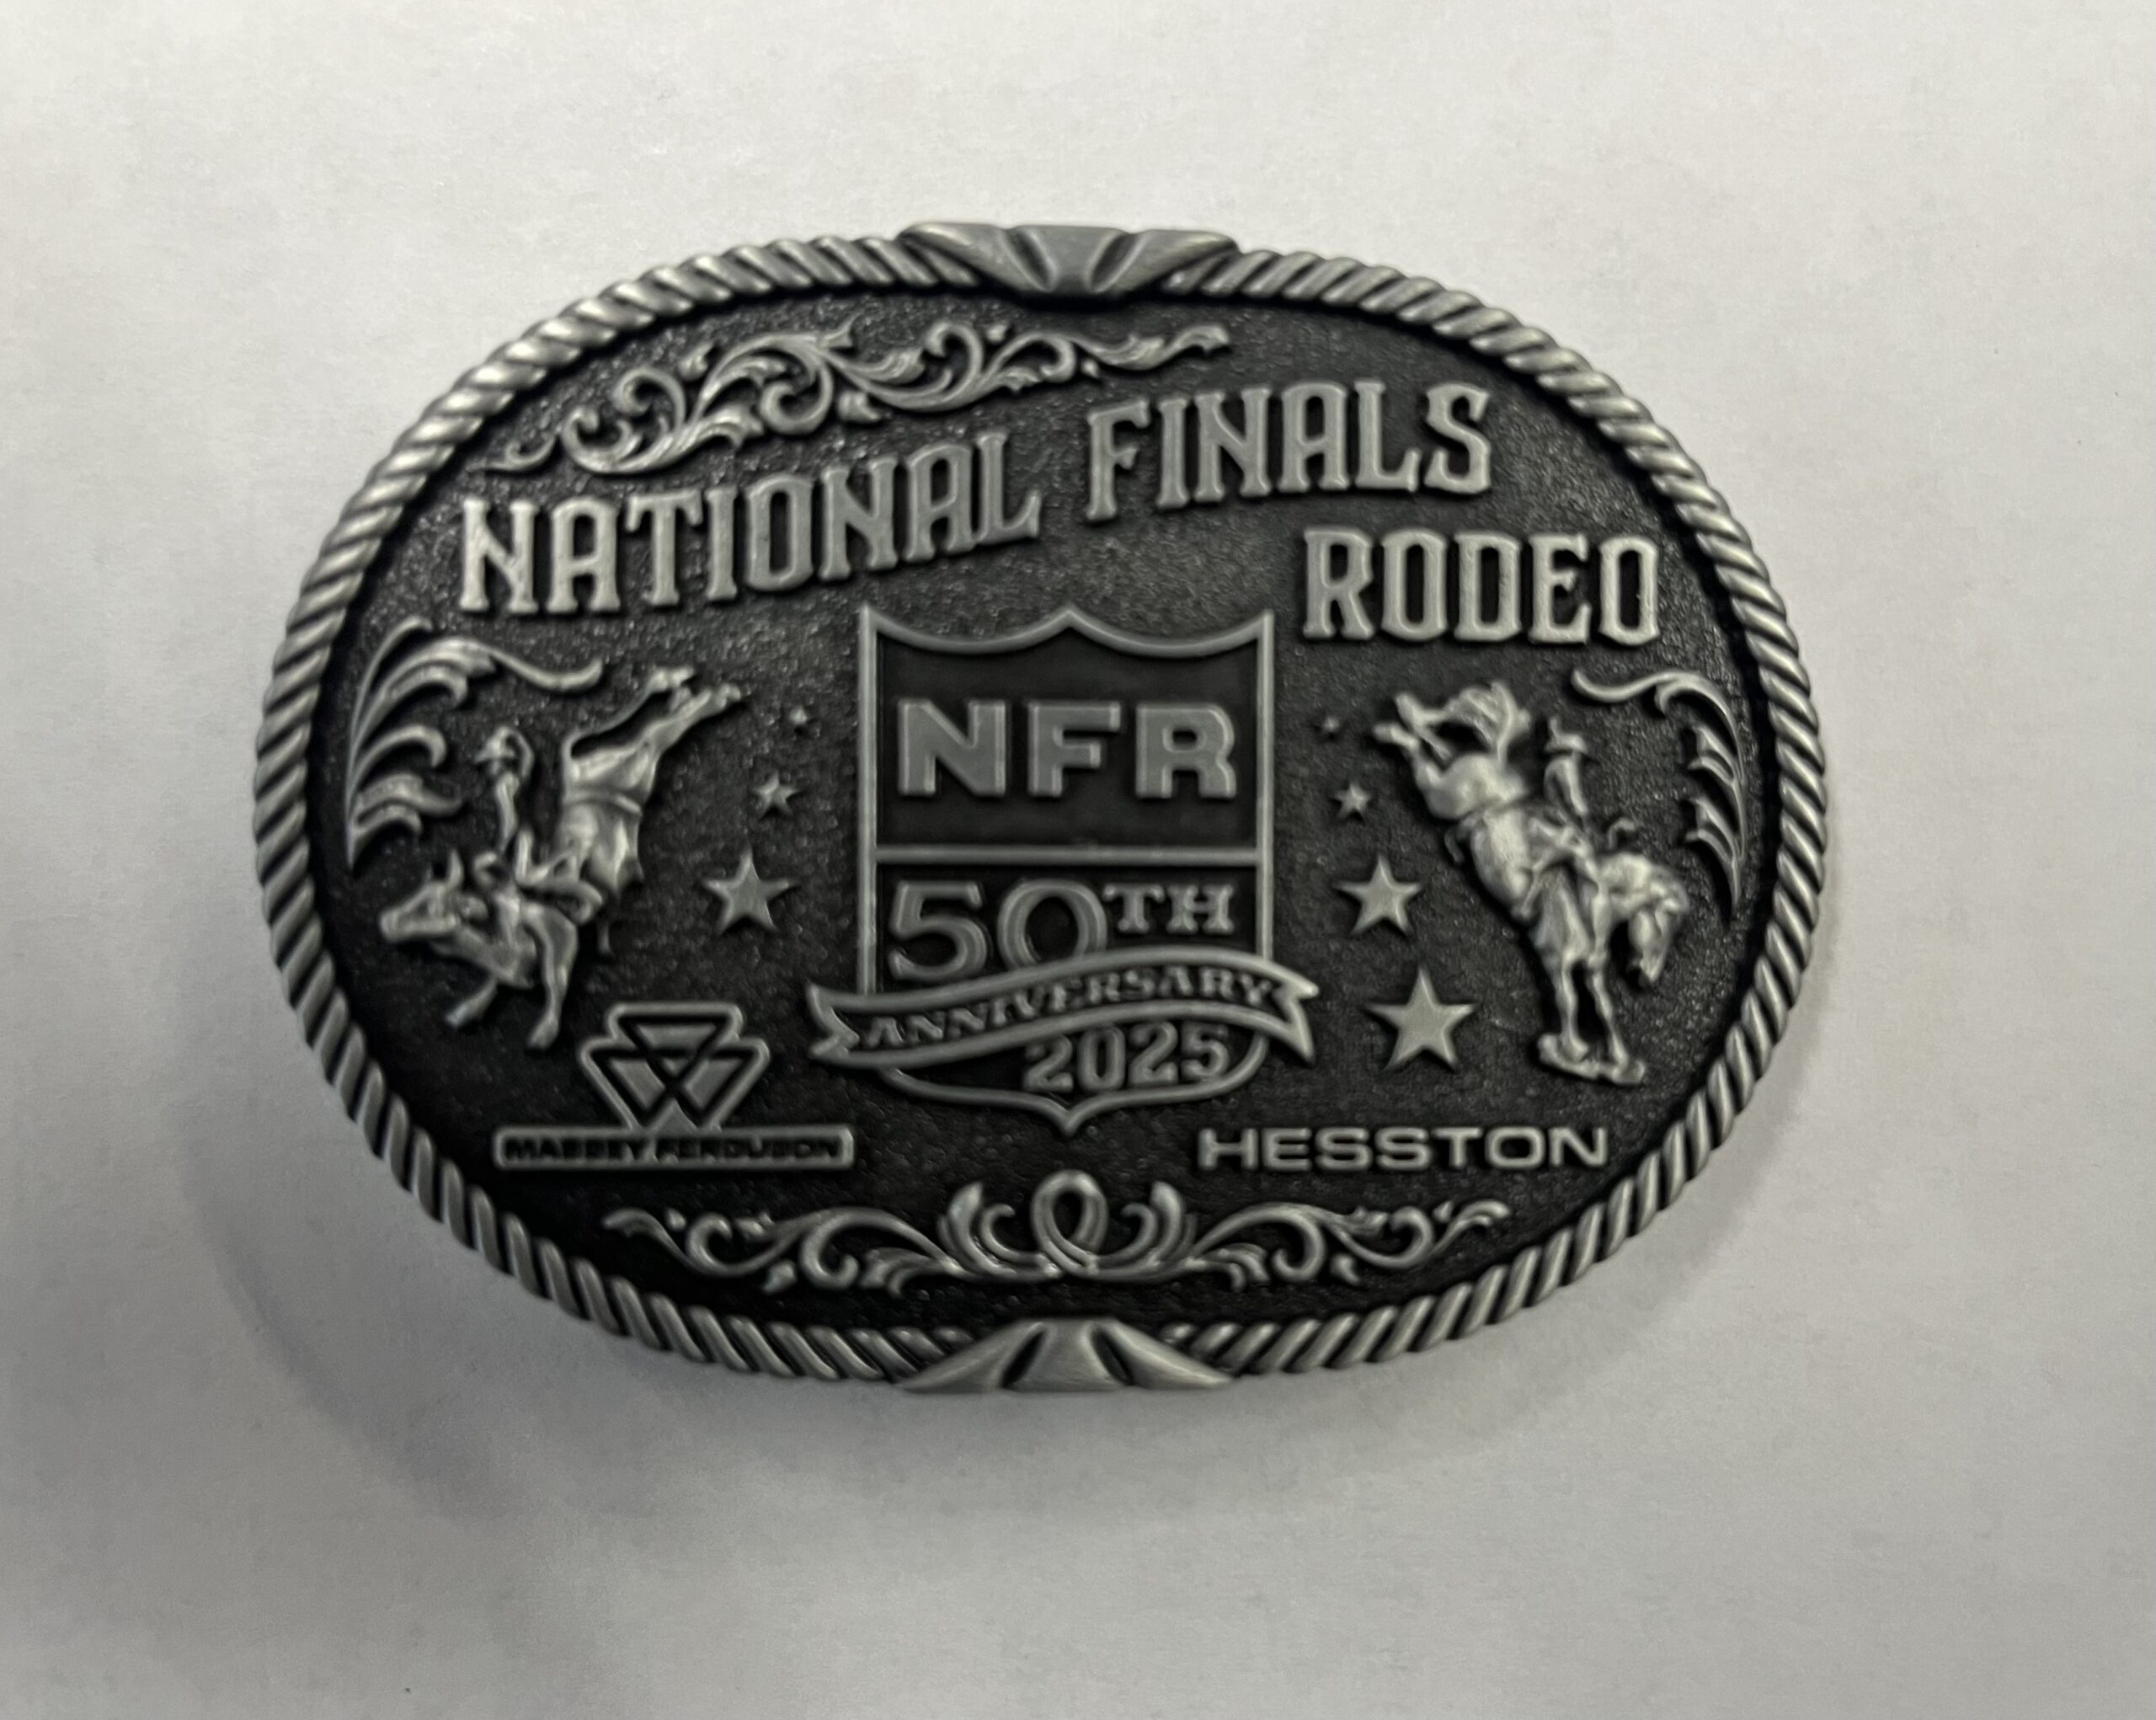 NATIONAL FINALS
RODEO
NFR
50TH
ANNIVERSARY
2025
MASSEY FERGUSON
HESSTON